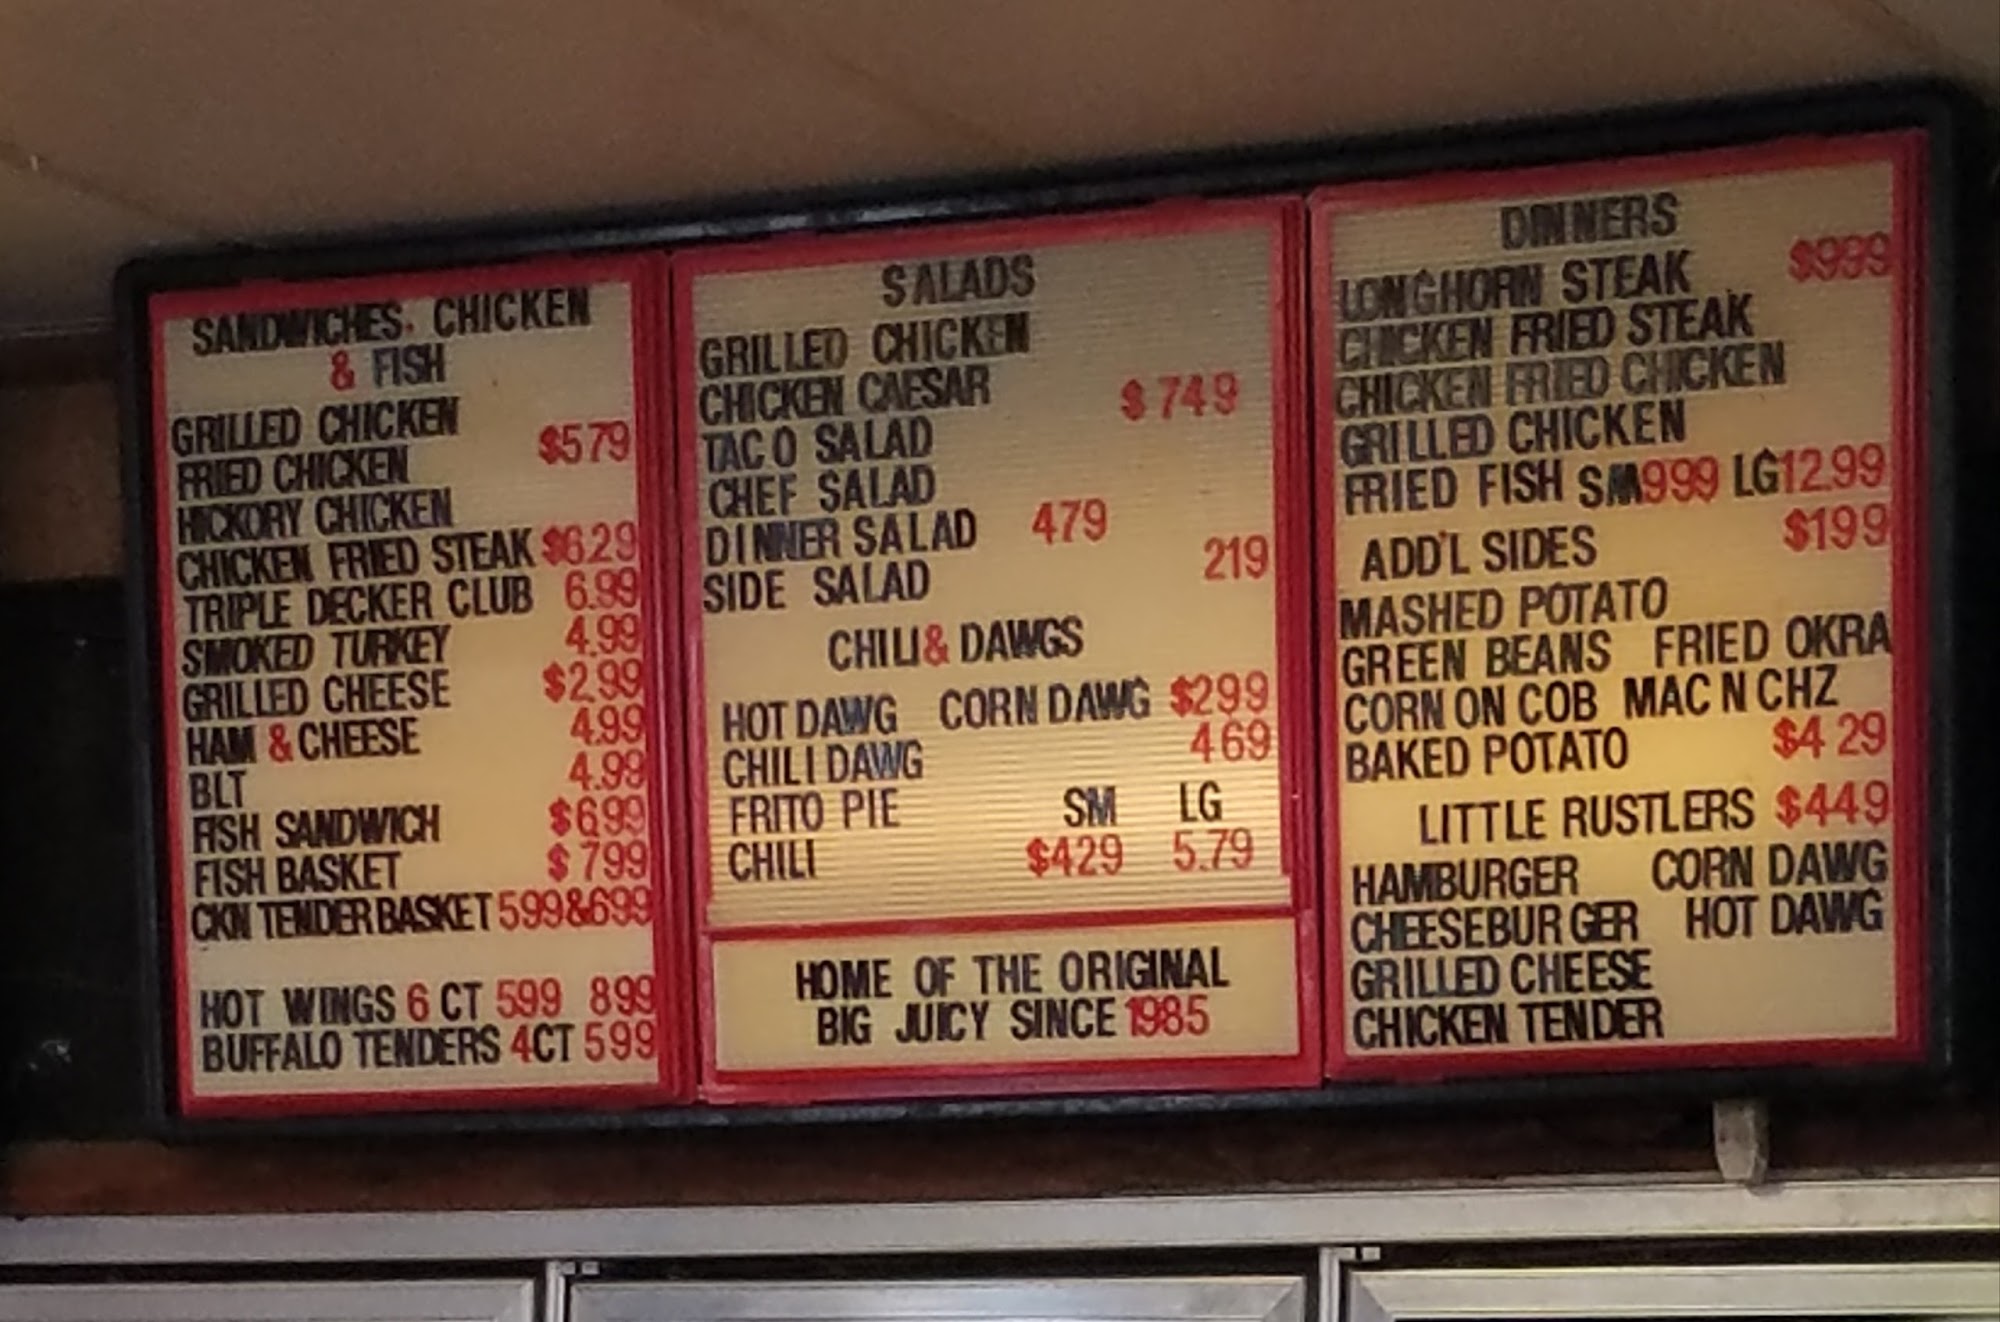 SANDWICHES. CHICKEN
& FISH
GRILLED CHICKEN $579
FRIED CHICKEN
HICKORY CHICKEN
CHICKEN FRIED STEAK $629
TRIPLE DECKER CLUB 6.99
SMOKED TURKEY 4.99
GRILLED CHEESE $2.99
HAM & CHEESE 4.99
BLT 4.99
FISH SANDWICH $699
FISH BASKET $799
CKN TENDER BASKET 599&699
HOT WINGS 6 CT 599 899
BUFFALO TENDERS 4CT 599
SALADS
GRILLED CHICKEN
CHICKEN CAESAR $749
TACO SALAD
CHEF SALAD
DINNER SALAD 479
SIDE SALAD 219
CHILI & DAWGS
HOT DAWG CORN DAWG $299
CHILI DAWG 469
FRITO PIE SM LG
CHILI $429 5.79
HOME OF THE ORIGINAL
BIG JUICY SINCE 1985
DINNERS
LONGHORN STEAK $999
CHICKEN FRIED STEAK
CHICKEN FRIED CHICKEN
GRILLED CHICKEN
FRIED FISH SM 999 LG 12.99
ADD'L SIDES $199
MASHED POTATO
GREEN BEANS FRIED OKRA
CORN ON COB MAC N CHZ
BAKED POTATO $429
LITTLE RUSTLERS $449
HAMBURGER CORN DAWG
CHEESEBURGER HOT DAWG
GRILLED CHEESE
CHICKEN TENDER